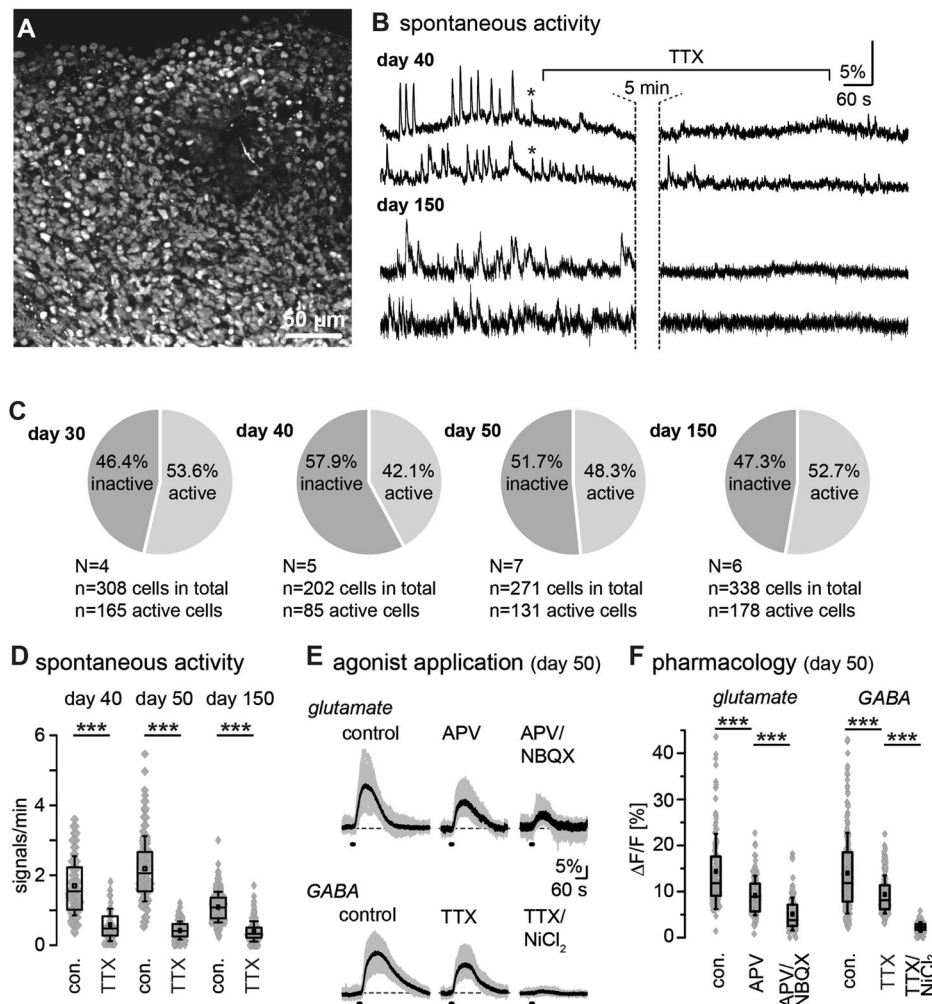 A
50 µm
B spontaneous activity
day 40
TTX
5 min
5%
60 s
*
*
day 150
C
day 30
46.4%
inactive
53.6%
active
N=4
n=308 cells in total
n=165 active cells
day 40
57.9%
inactive
42.1%
active
N=5
n=202 cells in total
n=85 active cells
day 50
51.7%
inactive
48.3%
active
N=7
n=271 cells in total
n=131 active cells
day 150
47.3%
inactive
52.7%
active
N=6
n=338 cells in total
n=178 active cells
D spontaneous activity
day 40 day 50 day 150
*** *** ***
signals/min
6
4
2
0
con. TTX con. TTX con. TTX
E agonist application (day 50)
glutamate
control APV APV/
NBQX
5%
60 s
GABA
control TTX TTX/
NiCl₂
F pharmacology (day 50)
glutamate GABA
*** *** *** ***
ΔF/F [%]
40
30
20
10
0
con. APV APV/
NBQX
con. TTX TTX/
NiCl₂